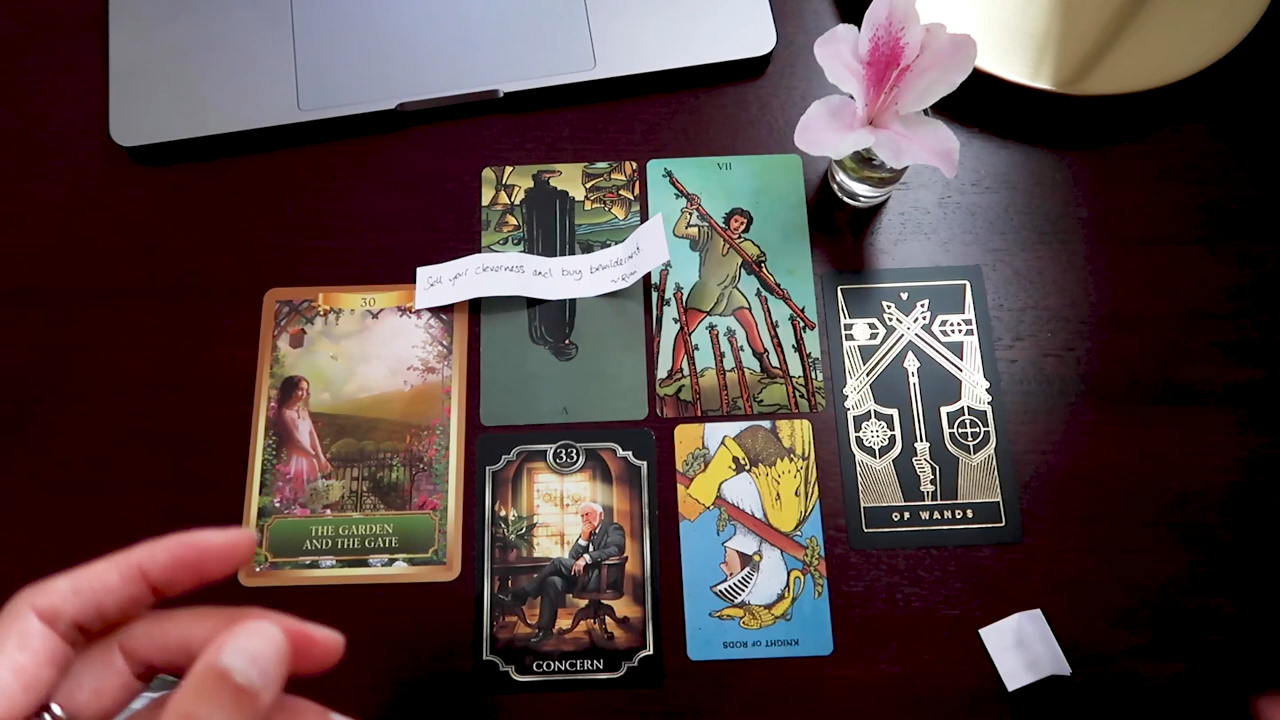 VII
Sell your cleverness and buy bewilderment.
~ Rumi
30
V
OF WANDS
V
THE GARDEN
AND THE GATE
33
CONCERN
KNIGHT OF RODS